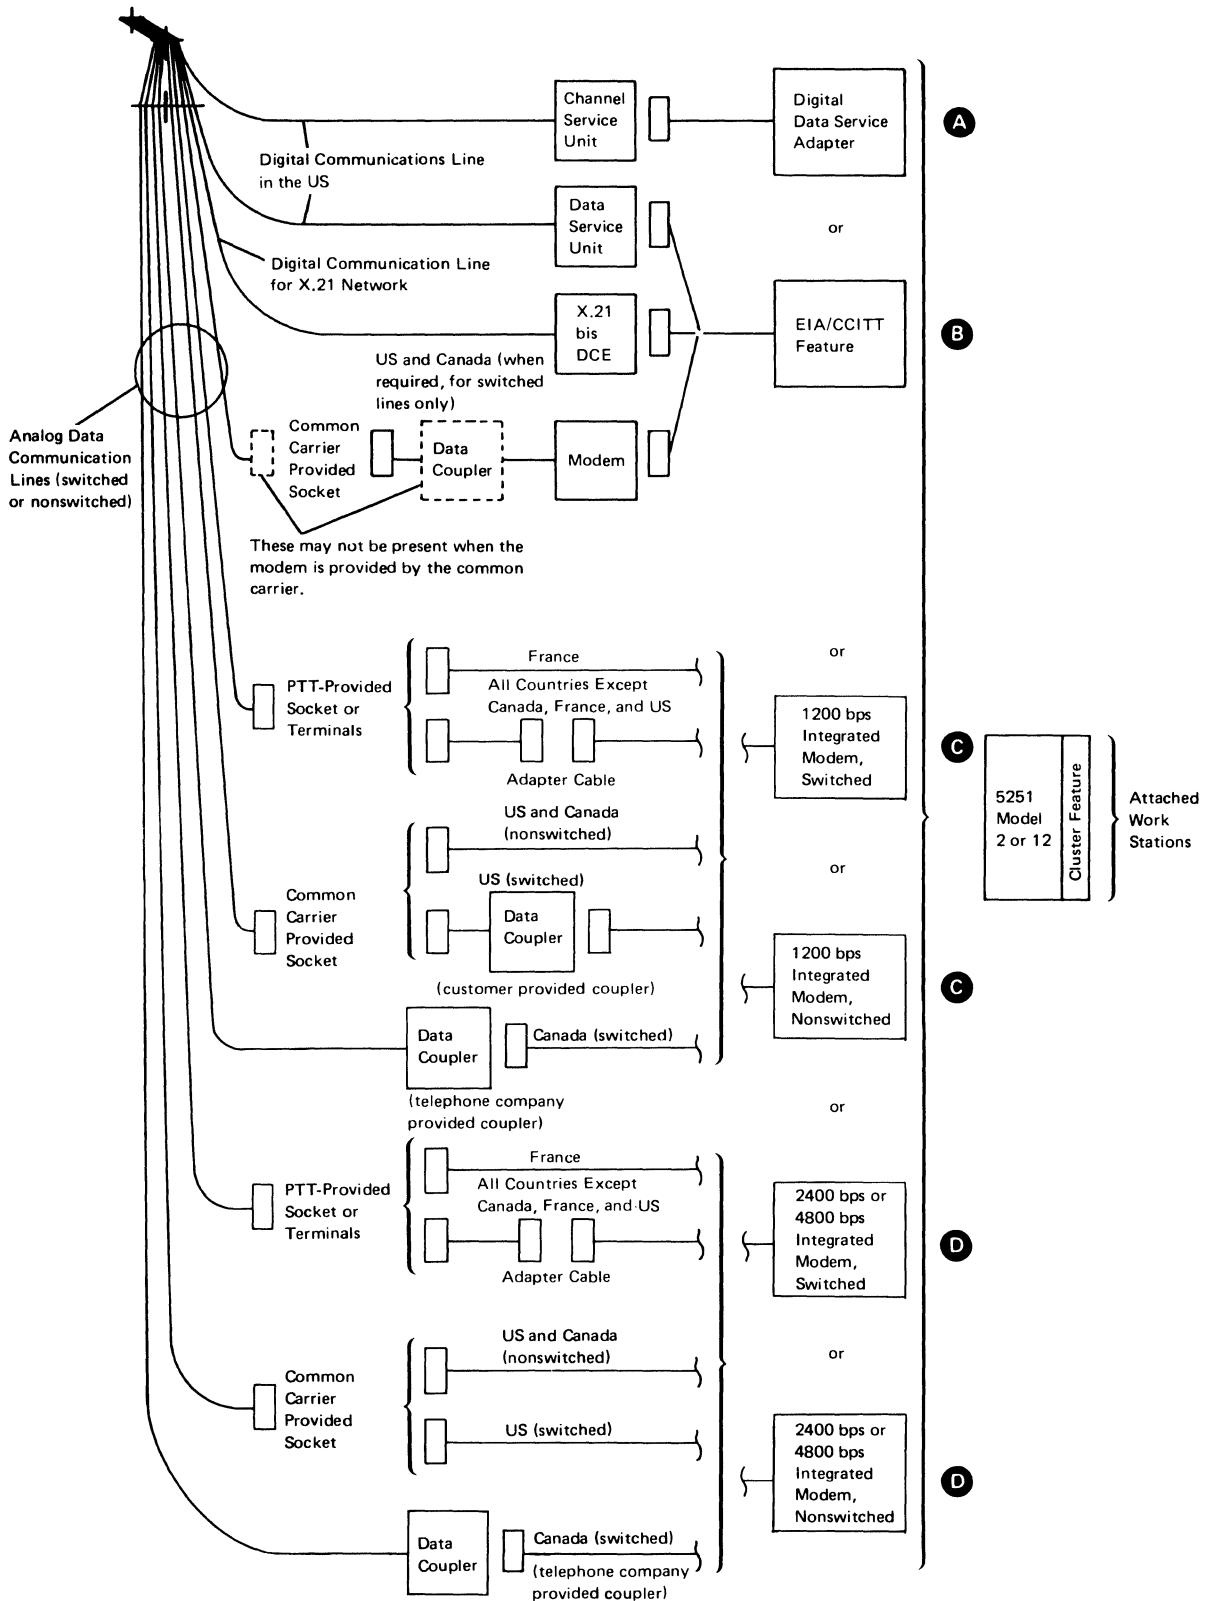 Channel
Service
Unit
Digital
Data Service
Adapter
A
Digital Communications Line
in the US
Data
Service
Unit
or
Digital Communication Line
for X.21 Network
X.21
bis
DCE
EIA/CCITT
Feature
B
US and Canada (when
required, for switched
lines only)
Analog Data
Communication
Lines (switched
or nonswitched)
Common
Carrier
Provided
Socket
Data
Coupler
Modem
These may not be present when the
modem is provided by the common
carrier.
or
PTT-Provided
Socket or
Terminals
France
All Countries Except
Canada, France, and US
Adapter Cable
1200 bps
Integrated
Modem,
Switched
C
5251
Model
2 or 12
Cluster Feature
Attached
Work
Stations
US and Canada
(nonswitched)
or
Common
Carrier
Provided
Socket
US (switched)
Data
Coupler
(customer provided coupler)
1200 bps
Integrated
Modem,
Nonswitched
C
Data
Coupler
Canada (switched)
(telephone company
provided coupler)
or
PTT-Provided
Socket or
Terminals
France
All Countries Except
Canada, France, and US
Adapter Cable
2400 bps or
4800 bps
Integrated
Modem,
Switched
D
US and Canada
(nonswitched)
or
Common
Carrier
Provided
Socket
US (switched)
2400 bps or
4800 bps
Integrated
Modem,
Nonswitched
D
Data
Coupler
Canada (switched)
(telephone company
provided coupler)